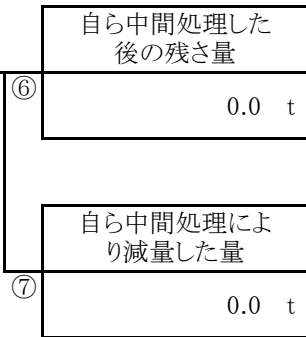 自ら中間処理した
後の残さ量
⑥
0.0 t
自ら中間処理によ
り減量した量
⑦
0.0 t